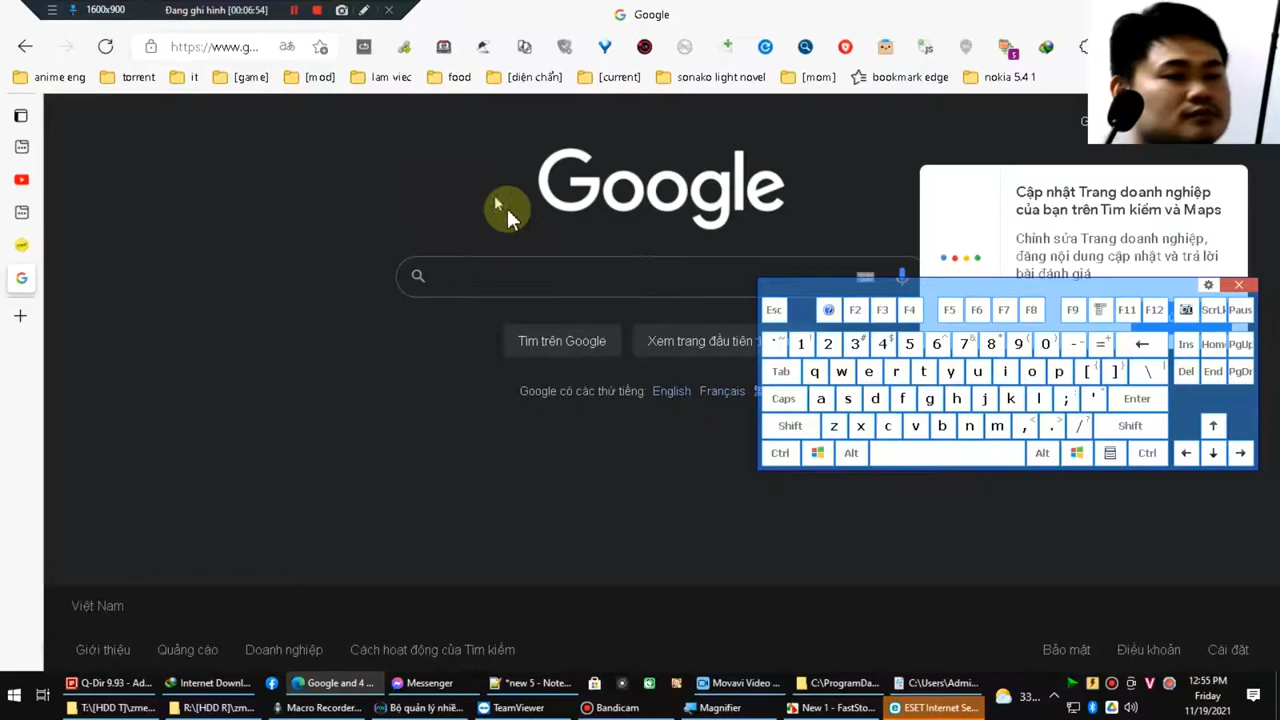 1600x900
Đang ghi hình [00:06:54]
Google
https://www.g...
anime eng
torrent
it
[game]
[mod]
lam viec
food
[diện chẩn]
[current]
sonako light novel
[mom]
bookmark edge
nokia 5.4 1
5
Google
Cập nhật Trang doanh nghiệp
của bạn trên Tìm kiếm và Maps
Chỉnh sửa Trang doanh nghiệp,
đăng nội dung cập nhật và trả lời
bài đánh giá
Tìm trên Google
Xem trang đầu tiên
Google có các thứ tiếng: English Français
Esc F2 F3 F4 F5 F6 F7 F8 F9 F11 F12 ScrLk Paus
` ~ 1 ! 2 3 # 4 $ 5 6 ^ 7 & 8 * 9 ( 0 ) - - = + ← Ins Home PgUp
Tab q w e r t y u i o p [ { ] } \ | Del End PgDn
Caps a s d f g h j k l ; : ' " Enter
Shift z x c v b n m , < . > / ? Shift ↑
Ctrl Alt Alt Ctrl ← ↓ →
Việt Nam
Giới thiệu
Quảng cáo
Doanh nghiệp
Cách hoạt động của Tìm kiếm
Bảo mật
Điều khoản
Cài đặt
Q-Dir 9.93 - Ad...
Internet Downl...
Google and 4 ...
Messenger
*new 5 - Note...
Movavi Video ...
C:\ProgramDa...
C:\Users\Admi...
T:\[HDD T]\zme...
R:\[HDD R]\zme...
Macro Recorder...
Bộ quản lý nhiê...
TeamViewer
Bandicam
Magnifier
New 1 - FastSto...
ESET Internet Se...
33...
12:55 PM
Friday
11/19/2021